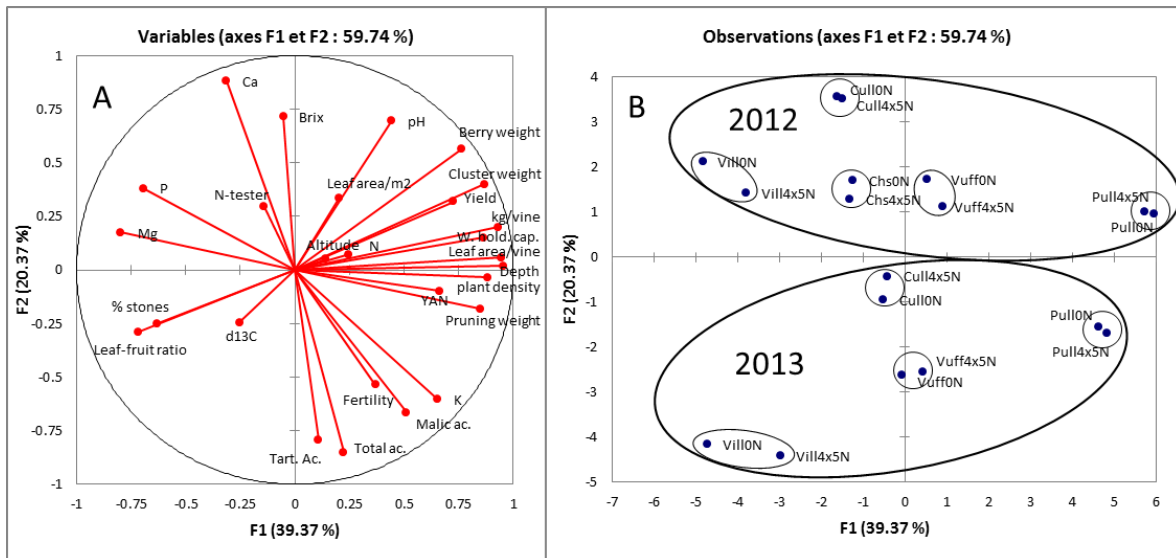 Variables (axes F1 et F2 : 59.74 %)
A
1
0.75
0.5
0.25
0
-0.25
-0.5
-0.75
-1
F2 (20.37 %)
Ca
Brix
pH
Berry weight
Cluster weight
Yield
P
N-tester
Leaf area/m2
kg/vine
Mg
Altitude
N
W. hold. cap.
Leaf area/vine
Depth
plant density
YAN
Pruning weight
% stones
d13C
Leaf-fruit ratio
Fertility
K
Malic ac.
Tart. Ac.
Total ac.
-1
-0.75
-0.5
-0.25
0
0.25
0.5
0.75
1
F1 (39.37 %)
Observations (axes F1 et F2 : 59.74 %)
B
4
3
2
1
0
-1
-2
-3
-4
-5
F2 (20.37 %)
2012
Cull0N
Cull4x5N
Vill0N
Vill4x5N
Chs0N
Chs4x5N
Vuff0N
Vuff4x5N
Pull4x5N
Pull0N
2013
Cull4x5N
Cull0N
Pull0N
Pull4x5N
Vuff4x5N
Vuff0N
Vill0N
Vill4x5N
-7
-6
-5
-4
-3
-2
-1
0
1
2
3
4
5
6
F1 (39.37 %)